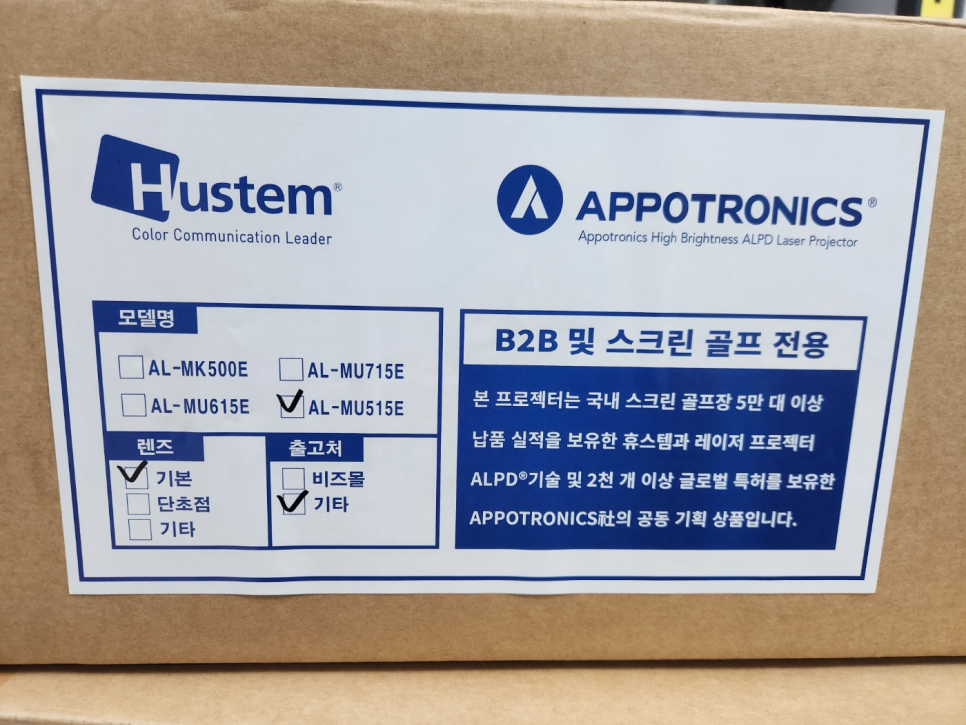 Hustem®
Color Communication Leader
APPOTRONICS®
Appotronics High Brightness ALPD Laser Projector
모델명
AL-MK500E
AL-MU715E
AL-MU615E
AL-MU515E
렌즈
기본
단초점
기타
출고처
비즈몰
기타
B2B 및 스크린 골프 전용
본 프로젝터는 국내 스크린 골프장 5만 대 이상
납품 실적을 보유한 휴스템과 레이저 프로젝터
ALPD®기술 및 2천 개 이상 글로벌 특허를 보유한
APPOTRONICS社의 공동 기획 상품입니다.